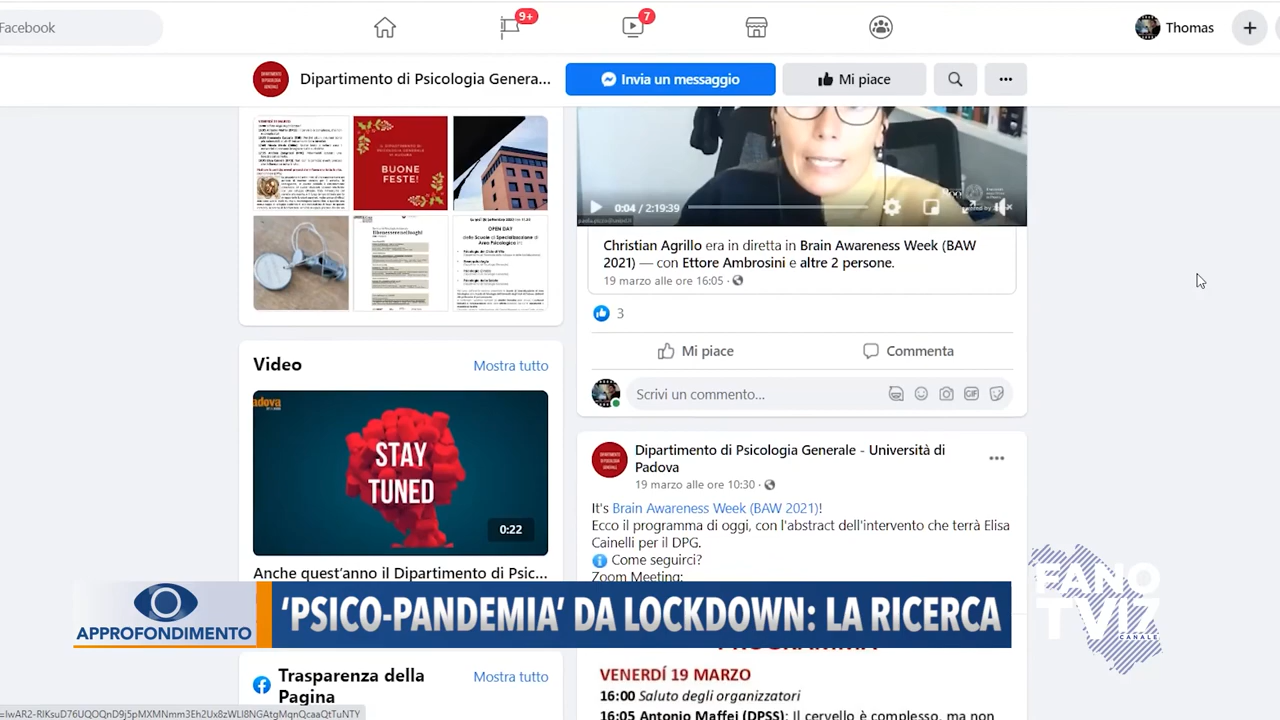 Facebook
9+
7
Thomas
Dipartimento di Psicologia Genera...
Invia un messaggio
Mi piace
BUONE
FESTE!
OPEN DAY
0:04 / 2:19:39
Christian Agrillo era in diretta in Brain Awareness Week (BAW
2021) — con Ettore Ambrosini e altre 2 persone.
19 marzo alle ore 16:05 ·
3
Mi piace
Commenta
Scrivi un commento...
GIF
Video
Mostra tutto
adova
STAY
TUNED
0:22
Anche quest'anno il Dipartimento di Psic...
Dipartimento di Psicologia Generale - Università di
Padova
19 marzo alle ore 10:30 ·
It's Brain Awareness Week (BAW 2021)!
Ecco il programma di oggi, con l'abstract dell'intervento che terrà Elisa
Cainelli per il DPG.
Come seguirci?
Zoom Meeting:
APPROFONDIMENTO
'PSICO-PANDEMIA' DA LOCKDOWN: LA RICERCA
FANO
TV 17
CANALE
Trasparenza della
Pagina
Mostra tutto
VENERDÍ 19 MARZO
16:00 Saluto degli organizzatori
16:05 Antonio Maffei (DPSS): Il cervello è complesso, ma non